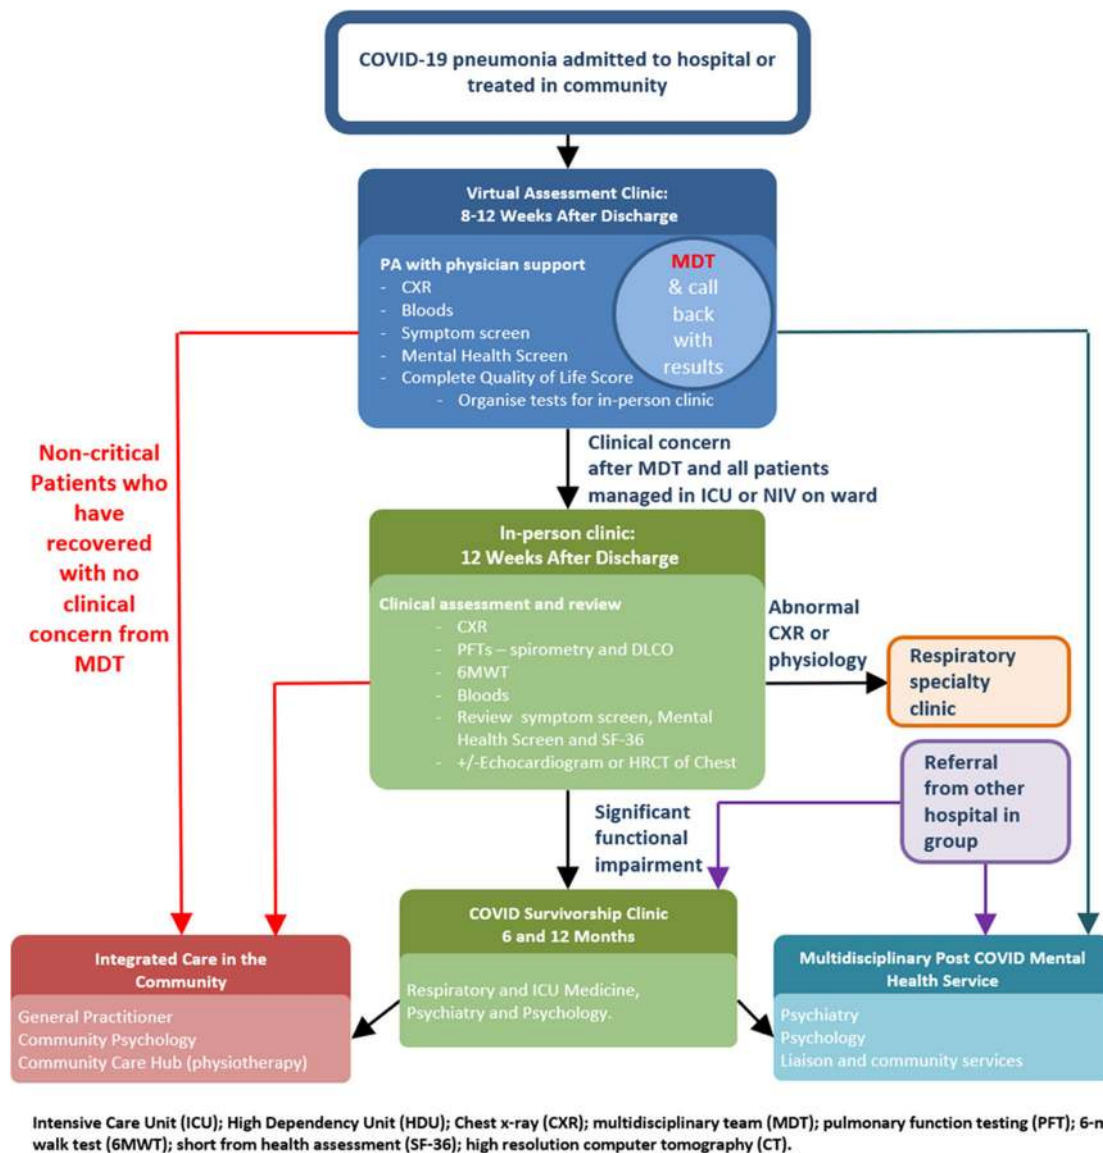 COVID-19 pneumonia admitted to hospital or
treated in community
Virtual Assessment Clinic:
8-12 Weeks After Discharge
PA with physician support
- CXR
- Bloods
- Symptom screen
- Mental Health Screen
- Complete Quality of Life Score
- Organise tests for in-person clinic
MDT
& call
back
with
results
Non-critical
Patients who
have
recovered
with no
clinical
concern from
MDT
Clinical concern
after MDT and all patients
managed in ICU or NIV on ward
In-person clinic:
12 Weeks After Discharge
Clinical assessment and review
- CXR
- PFTs – spirometry and DLCO
- 6MWT
- Bloods
- Review symptom screen, Mental
Health Screen and SF-36
- +/-Echocardiogram or HRCT of Chest
Abnormal
CXR or
physiology
Respiratory
specialty
clinic
Referral
from other
hospital in
group
Significant
functional
impairment
COVID Survivorship Clinic
6 and 12 Months
Respiratory and ICU Medicine,
Psychiatry and Psychology.
Integrated Care in the
Community
General Practitioner
Community Psychology
Community Care Hub (physiotherapy)
Multidisciplinary Post COVID Mental
Health Service
Psychiatry
Psychology
Liaison and community services
Intensive Care Unit (ICU); High Dependency Unit (HDU); Chest x-ray (CXR); multidisciplinary team (MDT); pulmonary function testing (PFT);
walk test (6MWT); short from health assessment (SF-36); high resolution computer tomography (CT).